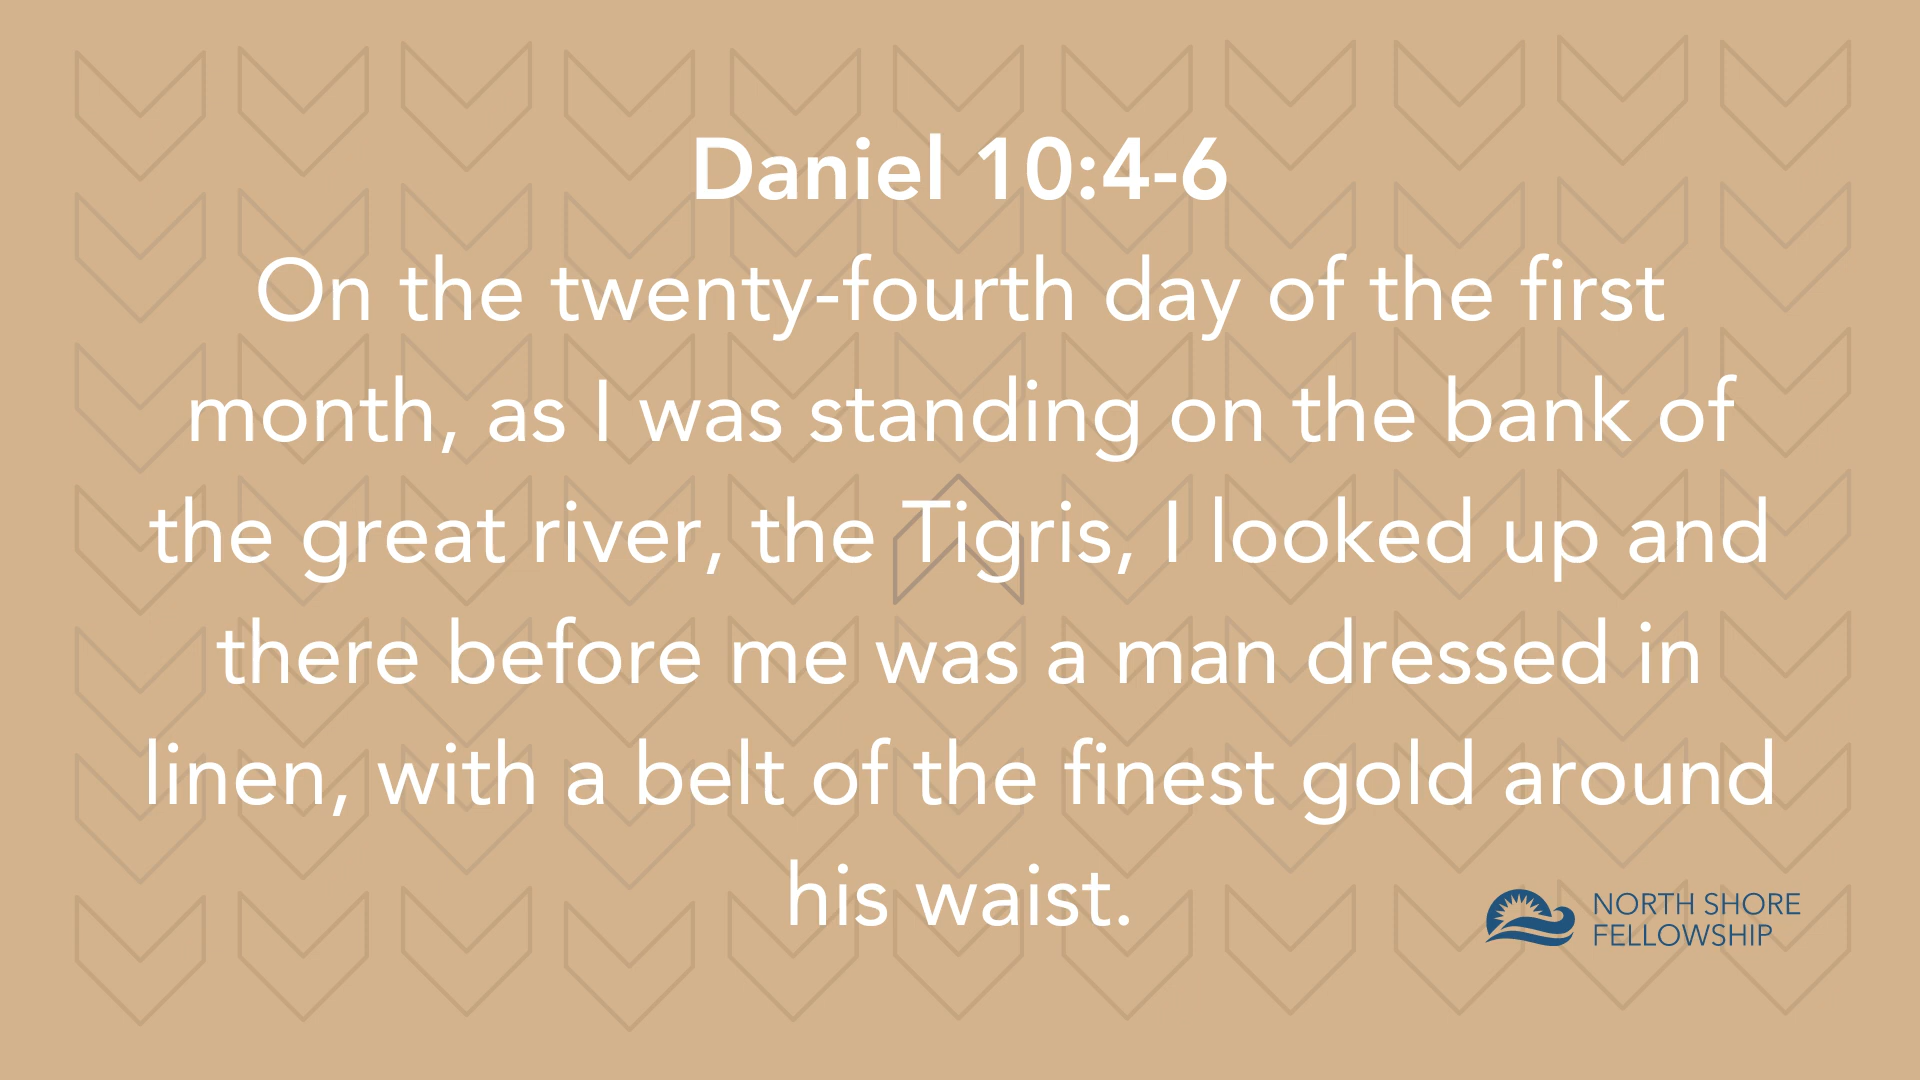 Daniel 10:4-6
On the twenty-fourth day of the first
month, as I was standing on the bank of
the great river, the Tigris, I looked up and
there before me was a man dressed in
linen, with a belt of the finest gold around
his waist.
NORTH SHORE
FELLOWSHIP